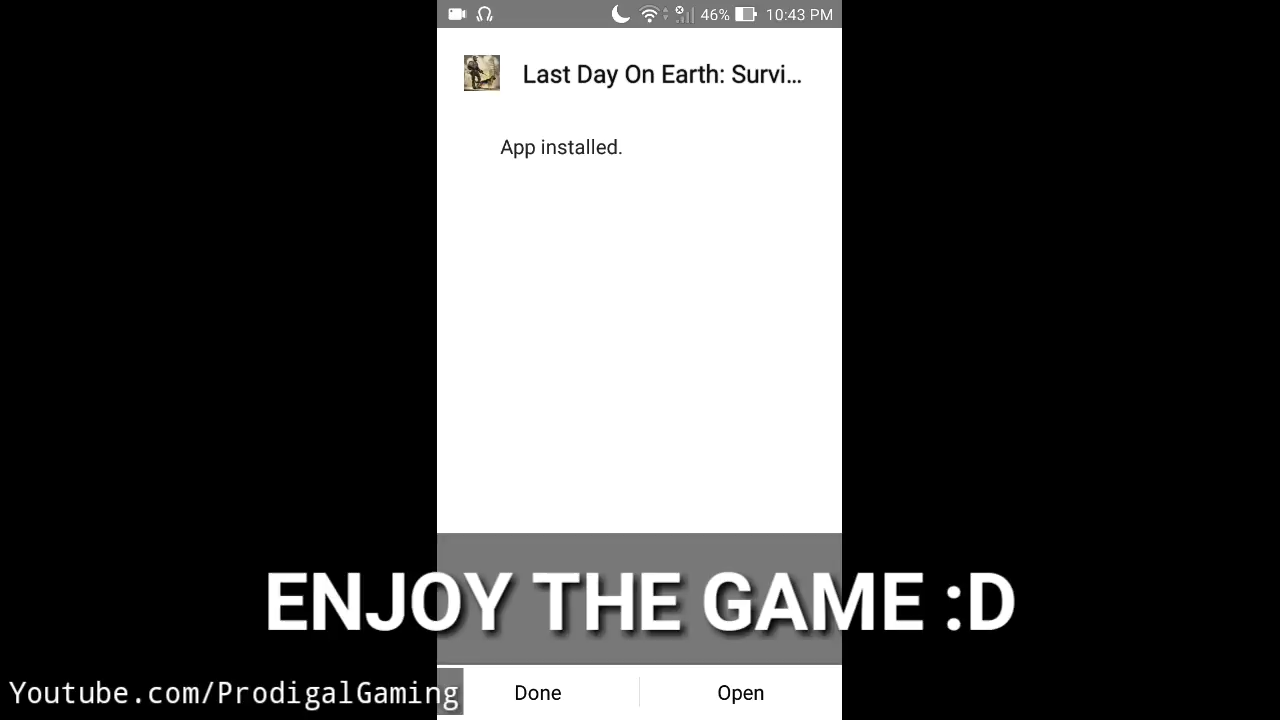 46% 10:43 PM
Last Day On Earth: Survi...
App installed.
ENJOY THE GAME :D
Youtube.com/ProdigalGaming
Done Open